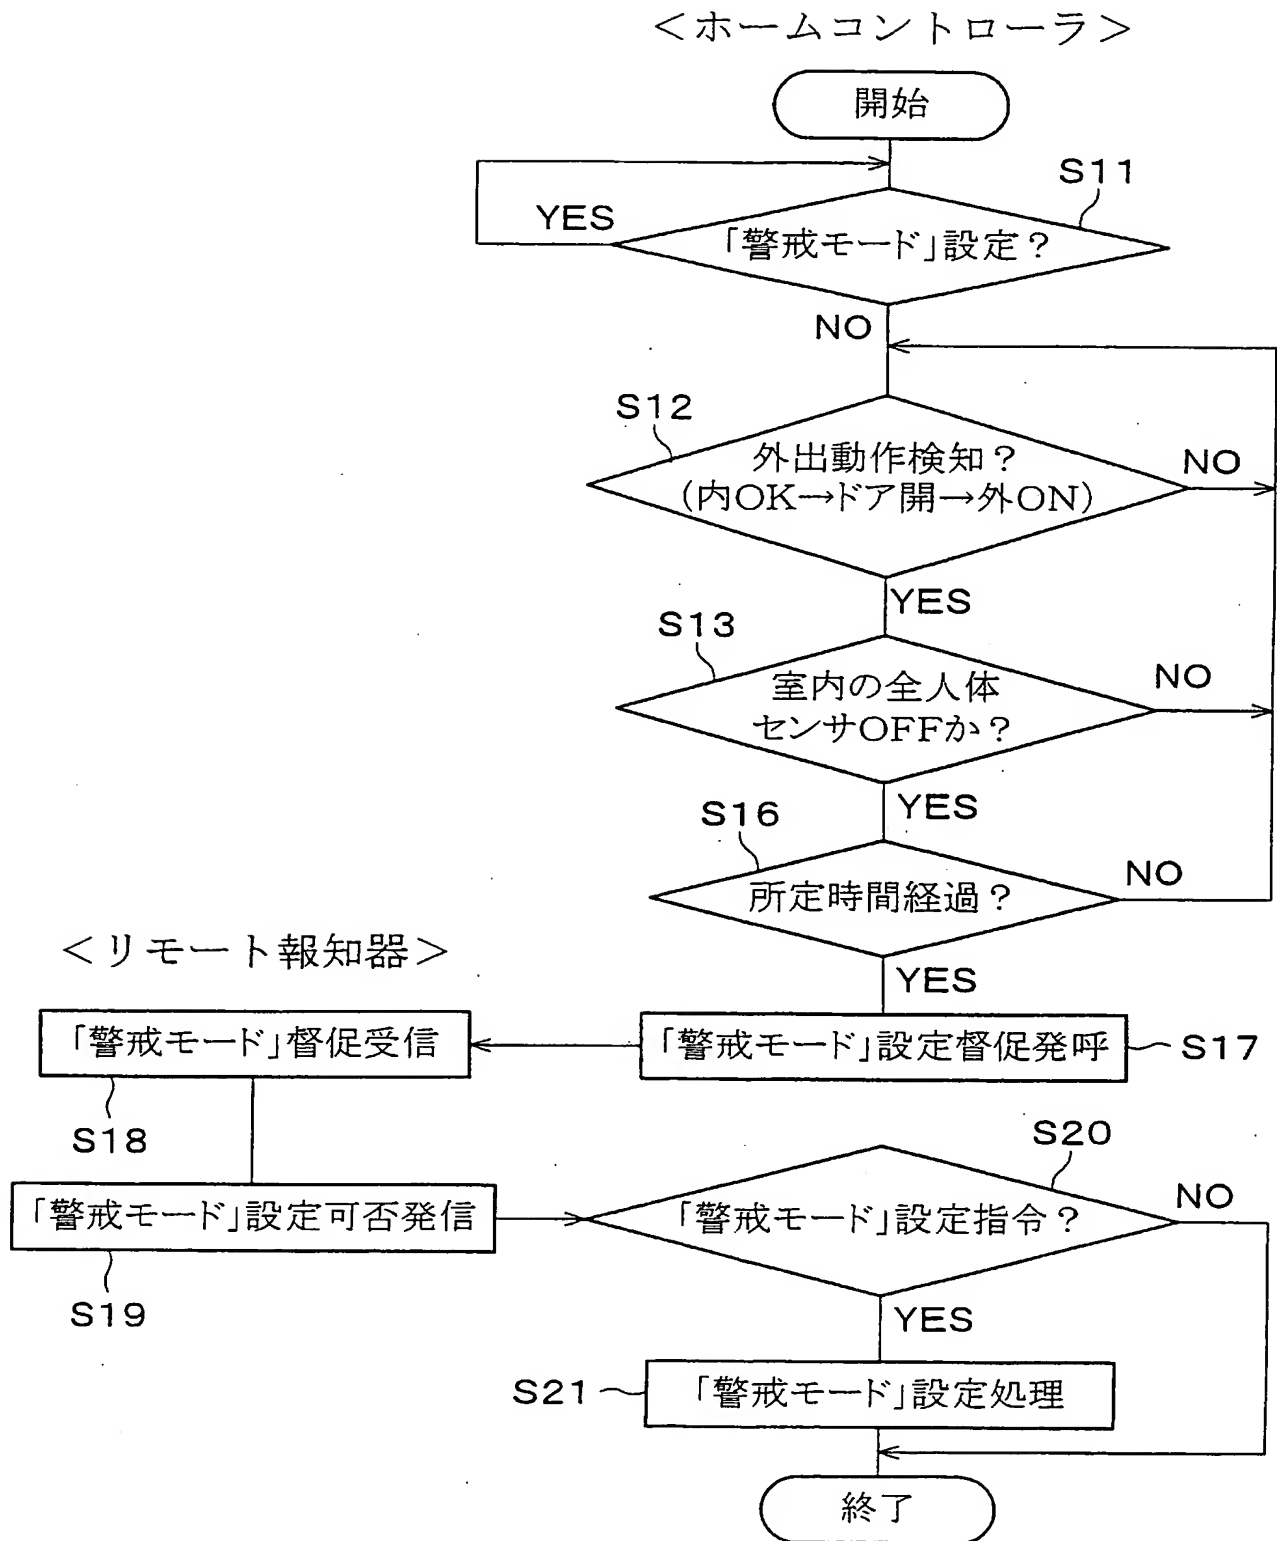 ＜ホームコントローラ＞
開始
S11
YES
「警戒モード」設定？
NO
S12
外出動作検知？
(内OK→ドア開→外ON)
NO
YES
S13
室内の全人体
センサOFFか？
NO
YES
S16
所定時間経過？
NO
YES
＜リモート報知器＞
「警戒モード」督促受信
「警戒モード」設定督促発呼
S17
S18
S20
「警戒モード」設定可否発信
「警戒モード」設定指令？
NO
S19
YES
S21
「警戒モード」設定処理
終了